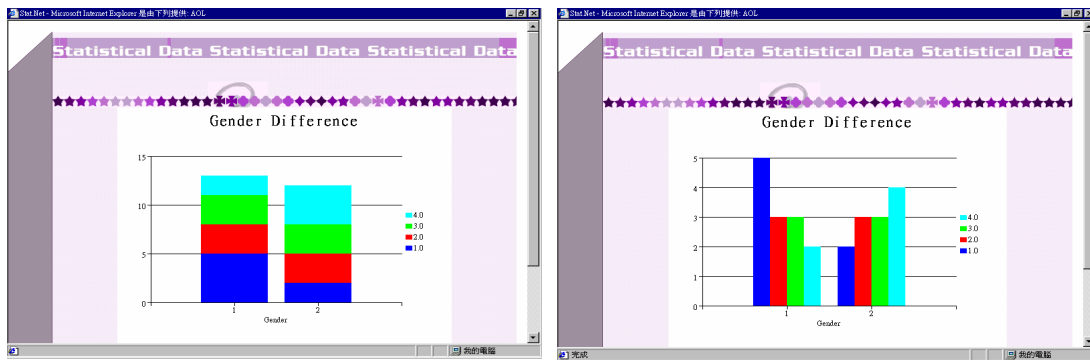 Stat.Net - Microsoft Internet Explorer 是由下列提供: AOL
Statistical Data Statistical Data Statistical Data
Gender Difference
15
10
5
0
1
2
Gender
4.0
3.0
2.0
1.0
我的電腦
Stat.Net - Microsoft Internet Explorer 是由下列提供: AOL
Statistical Data Statistical Data Statistical Data
Gender Difference
5
4
3
2
1
0
1
2
Gender
4.0
3.0
2.0
1.0
完成
我的電腦